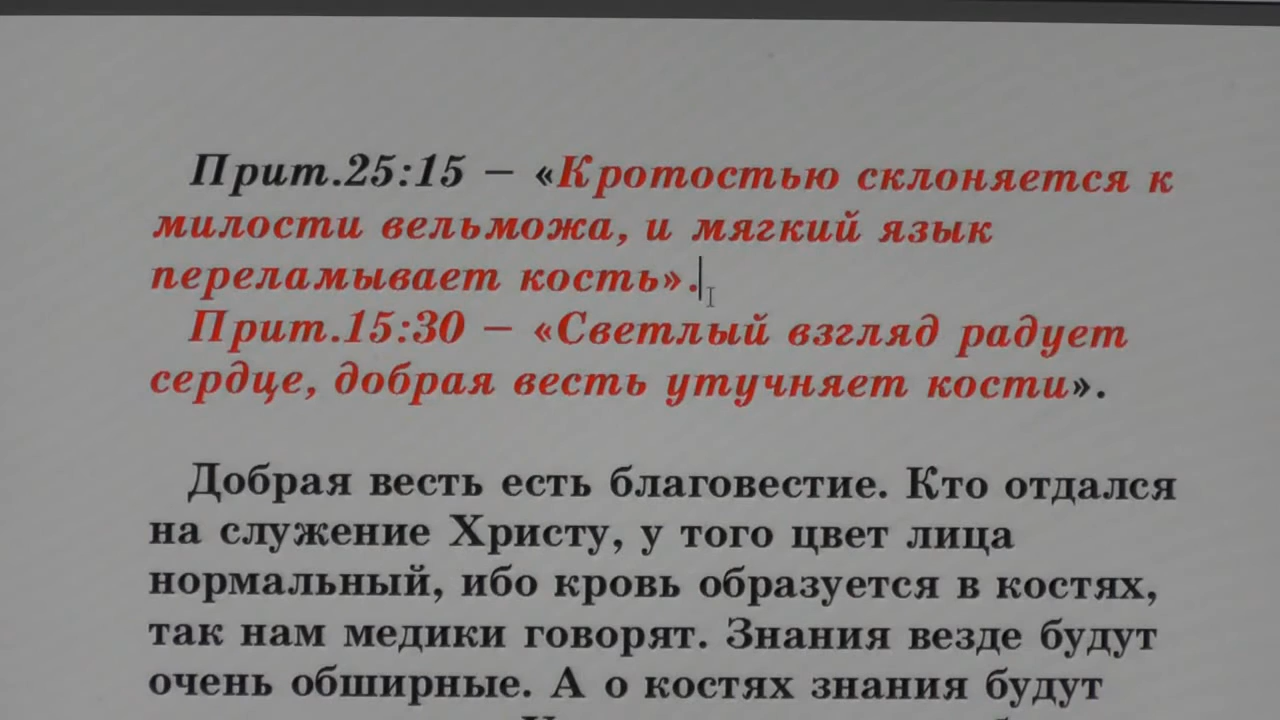 Прит.25:15 – «Кротостью склоняется к
милости вельможа, и мягкий язык
переламывает кость».
Прит.15:30 – «Светлый взгляд радует
сердце, добрая весть утучняет кости».
Добрая весть есть благовестие. Кто отдался
на служение Христу, у того цвет лица
нормальный, ибо кровь образуется в костях,
так нам медики говорят. Знания везде будут
очень обширные. А о костях знания будут